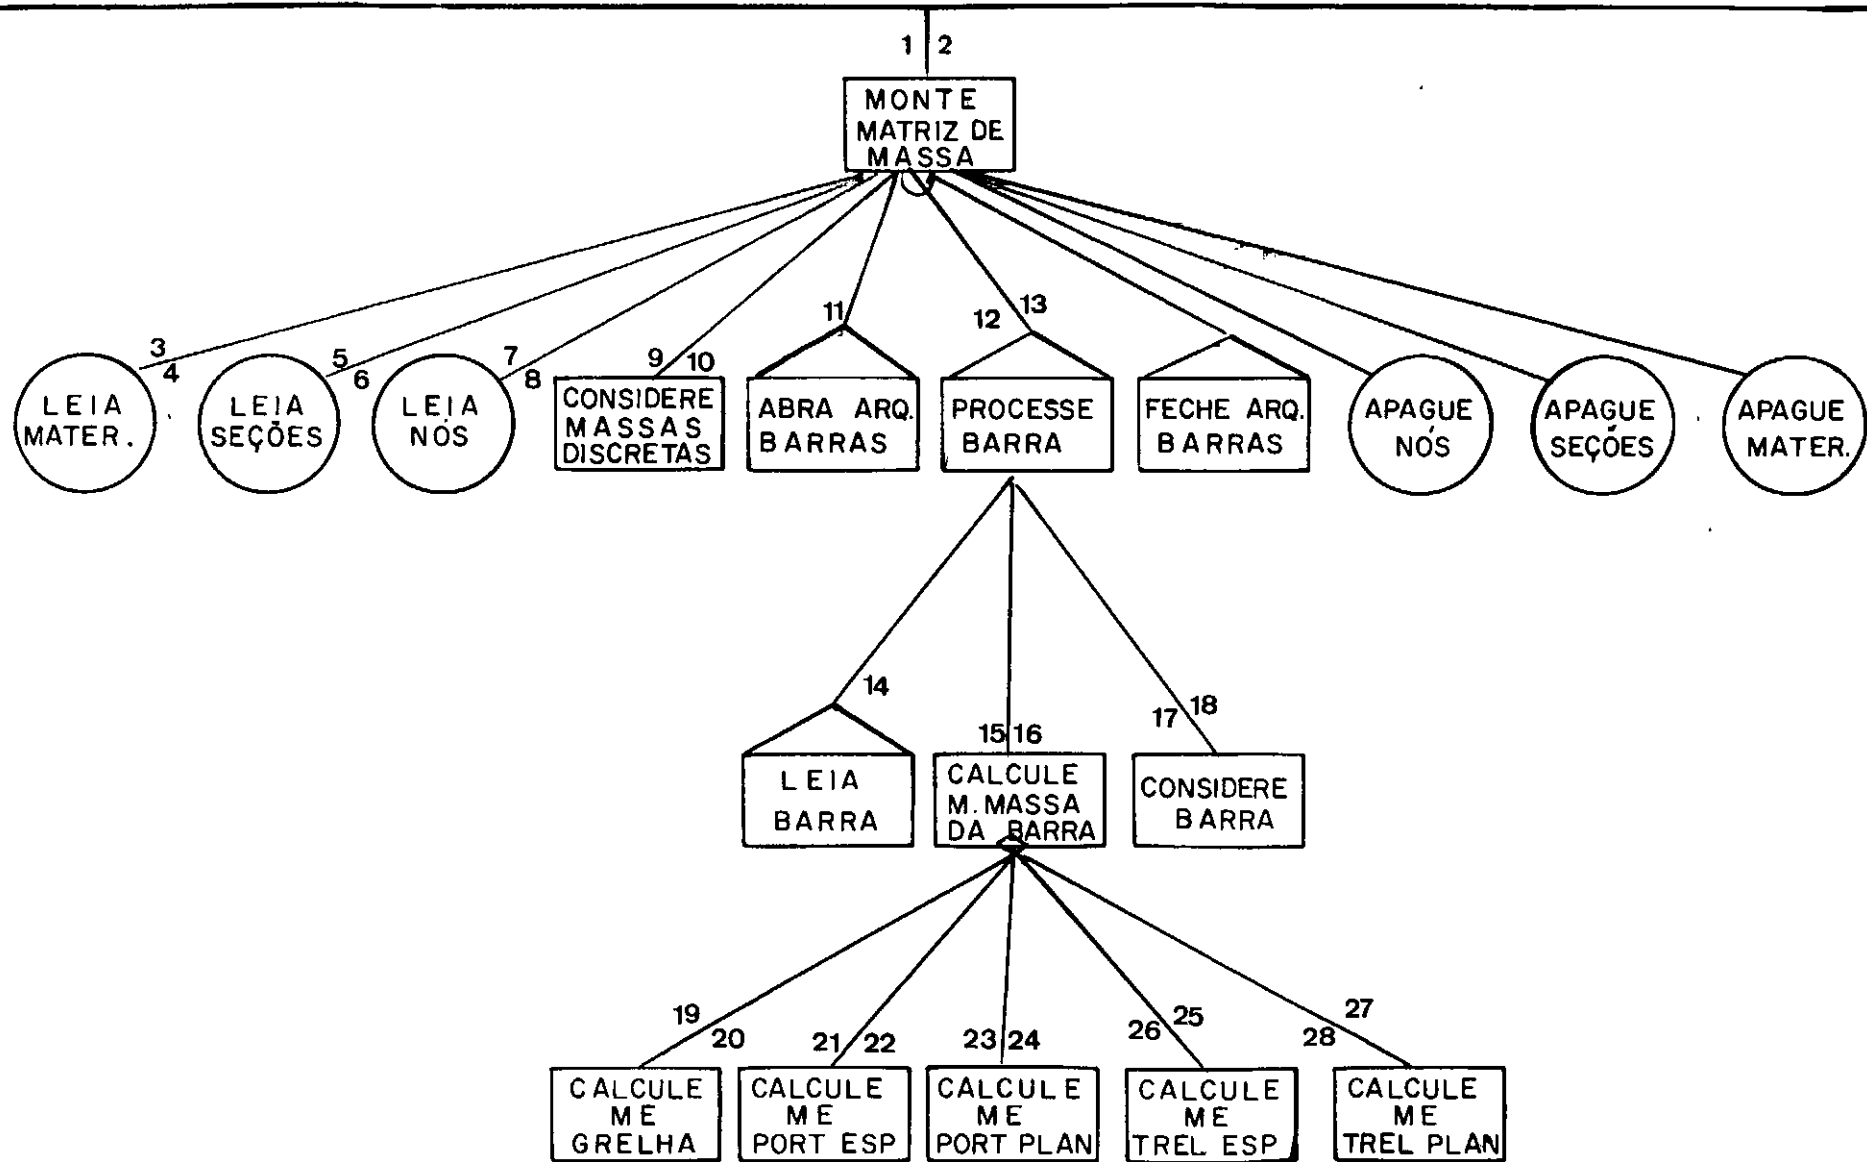 1 2
MONTE
MATRIZ DE
MASSA
3
4
5
6
7
8
9 10
11
12 13
LEIA
MATER.
LEIA
SEÇÕES
LEIA
NÓS
CONSIDERE
MASSAS
DISCRETAS
ABRA ARQ.
BARRAS
PROCESSE
BARRA
FECHE ARQ.
BARRAS
APAGUE
NÓS
APAGUE
SEÇÕES
APAGUE
MATER.
14
15 16
17 18
LEIA
BARRA
CALCULE
M. MASSA
DA BARRA
CONSIDERE
BARRA
19
20
21 22
23 24
26 25
27
28
CALCULE
ME
GRELHA
CALCULE
ME
PORT ESP
CALCULE
ME
PORT PLAN
CALCULE
ME
TREL ESP
CALCULE
ME
TREL PLAN